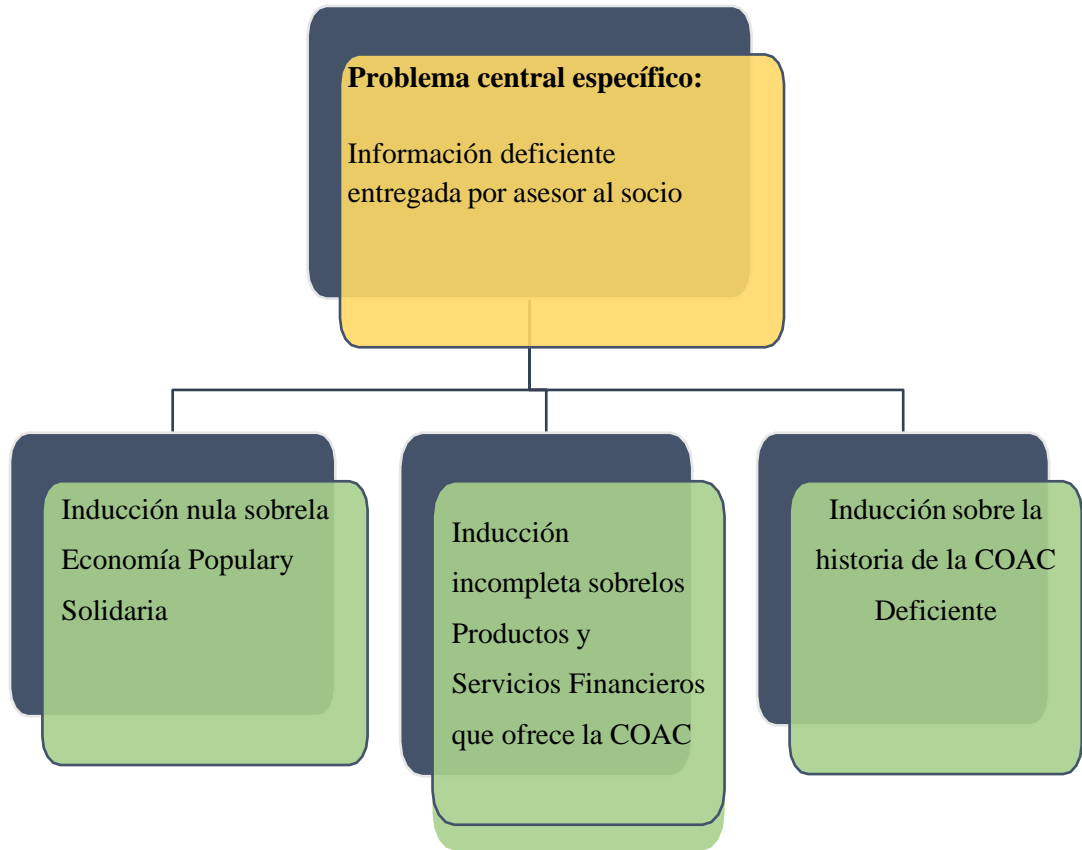 Problema central específico:
Información deficiente
entregada por asesor al socio
Inducción nula sobrela
Economía Populary
Solidaria
Inducción
incompleta sobrelos
Productos y
Servicios Financieros
que ofrece la COAC
Inducción sobre la
historia de la COAC
Deficiente